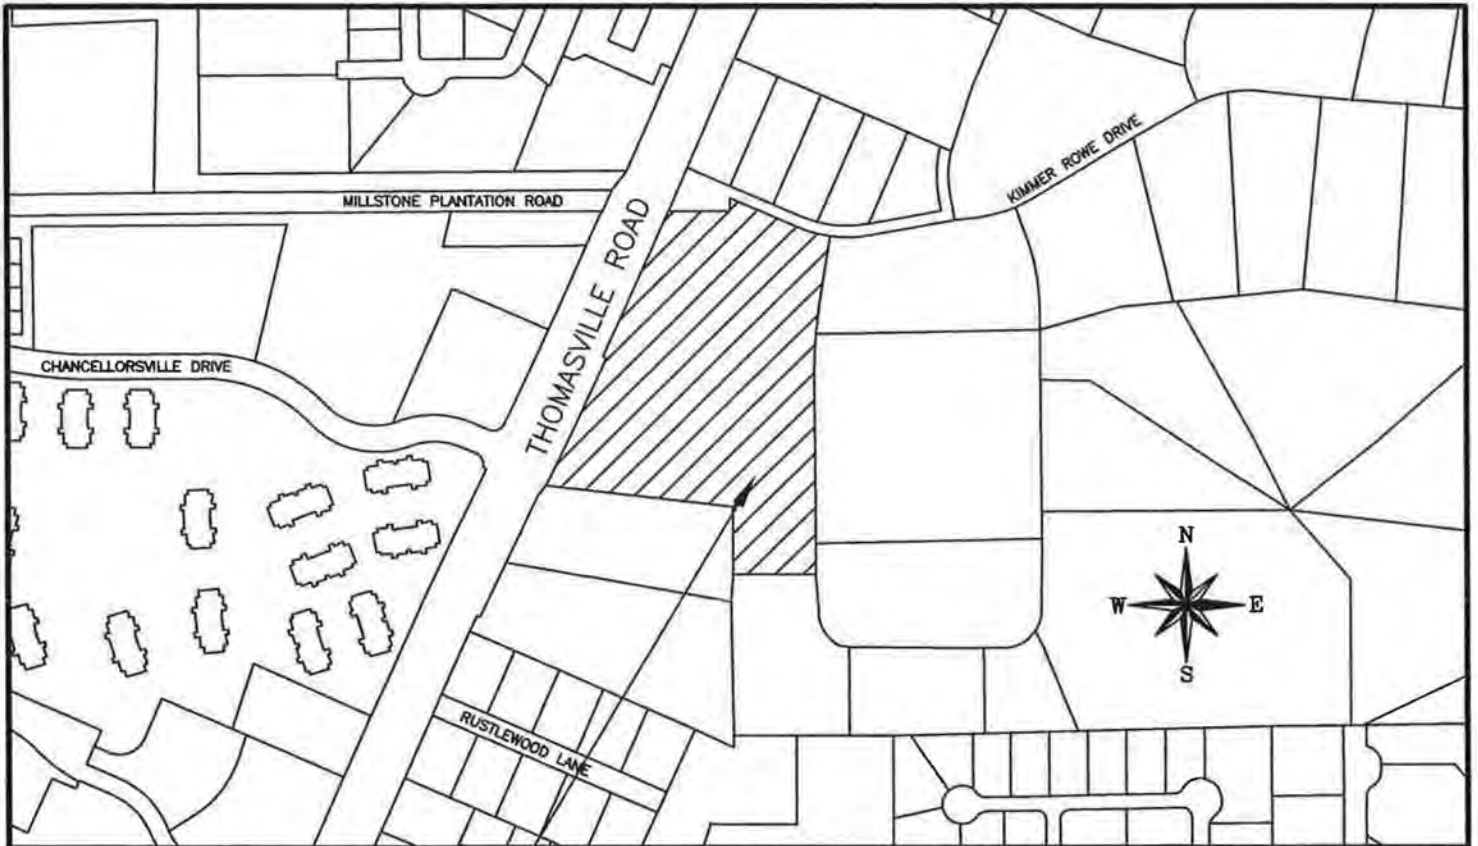 KIMMER ROWE DRIVE
MILLSTONE PLANTATION ROAD
THOMASVILLE ROAD
CHANCELLORSVILLE DRIVE
N
W E
S
RUSTLEWOOD LANE